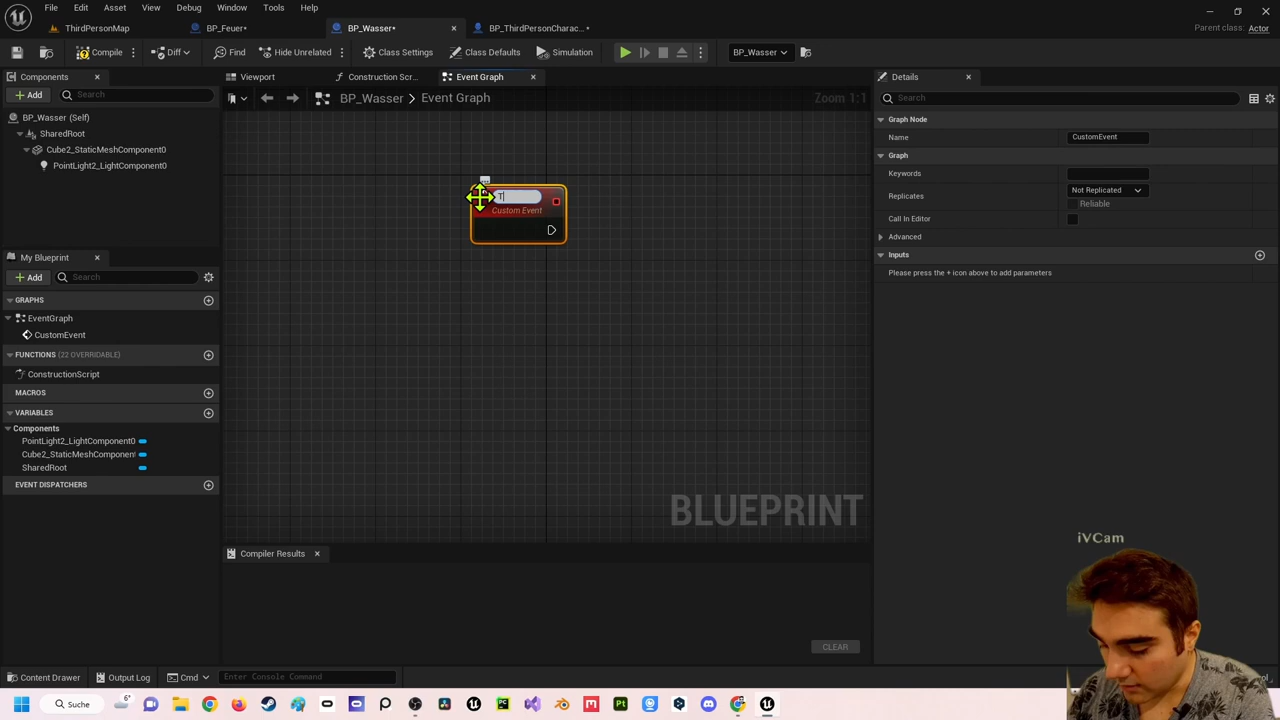 File Edit Asset View Debug Window Tools Help
ThirdPersonMap BP_Feuer* BP_Wasser* BP_ThirdPersonCharac...* Parent class: Actor
Compile Diff Find Hide Unrelated Class Settings Class Defaults Simulation BP_Wasser
Components
Add Search
BP_Wasser (Self)
SharedRoot
Cube2_StaticMeshComponent0
PointLight2_LightComponent0
My Blueprint
Add Search
GRAPHS
EventGraph
CustomEvent
FUNCTIONS (22 OVERRIDABLE)
ConstructionScript
MACROS
VARIABLES
Components
PointLight2_LightComponent0
Cube2_StaticMeshComponent
SharedRoot
EVENT DISPATCHERS
Viewport Construction Scr... Event Graph
BP_Wasser > Event Graph Zoom 1:1
T
Custom Event
BLUEPRINT
Compiler Results
CLEAR
Details
Search
Graph Node
Name CustomEvent
Graph
Keywords
Replicates Not Replicated
Reliable
Call In Editor
Advanced
Inputs
Please press the + icon above to add parameters
iVCam
Content Drawer Output Log Cmd Enter Console Command
Suche 6°